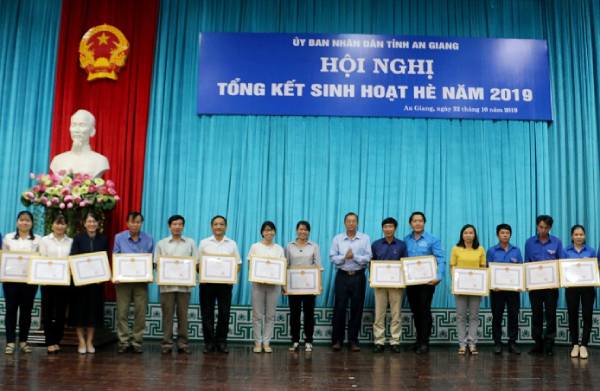 ỦY BAN NHÂN DÂN TỈNH AN GIANG
HỘI NGHỊ
TỔNG KẾT SINH HOẠT HÈ NĂM 2019
An Giang, ngày 22 tháng 10 năm 2019